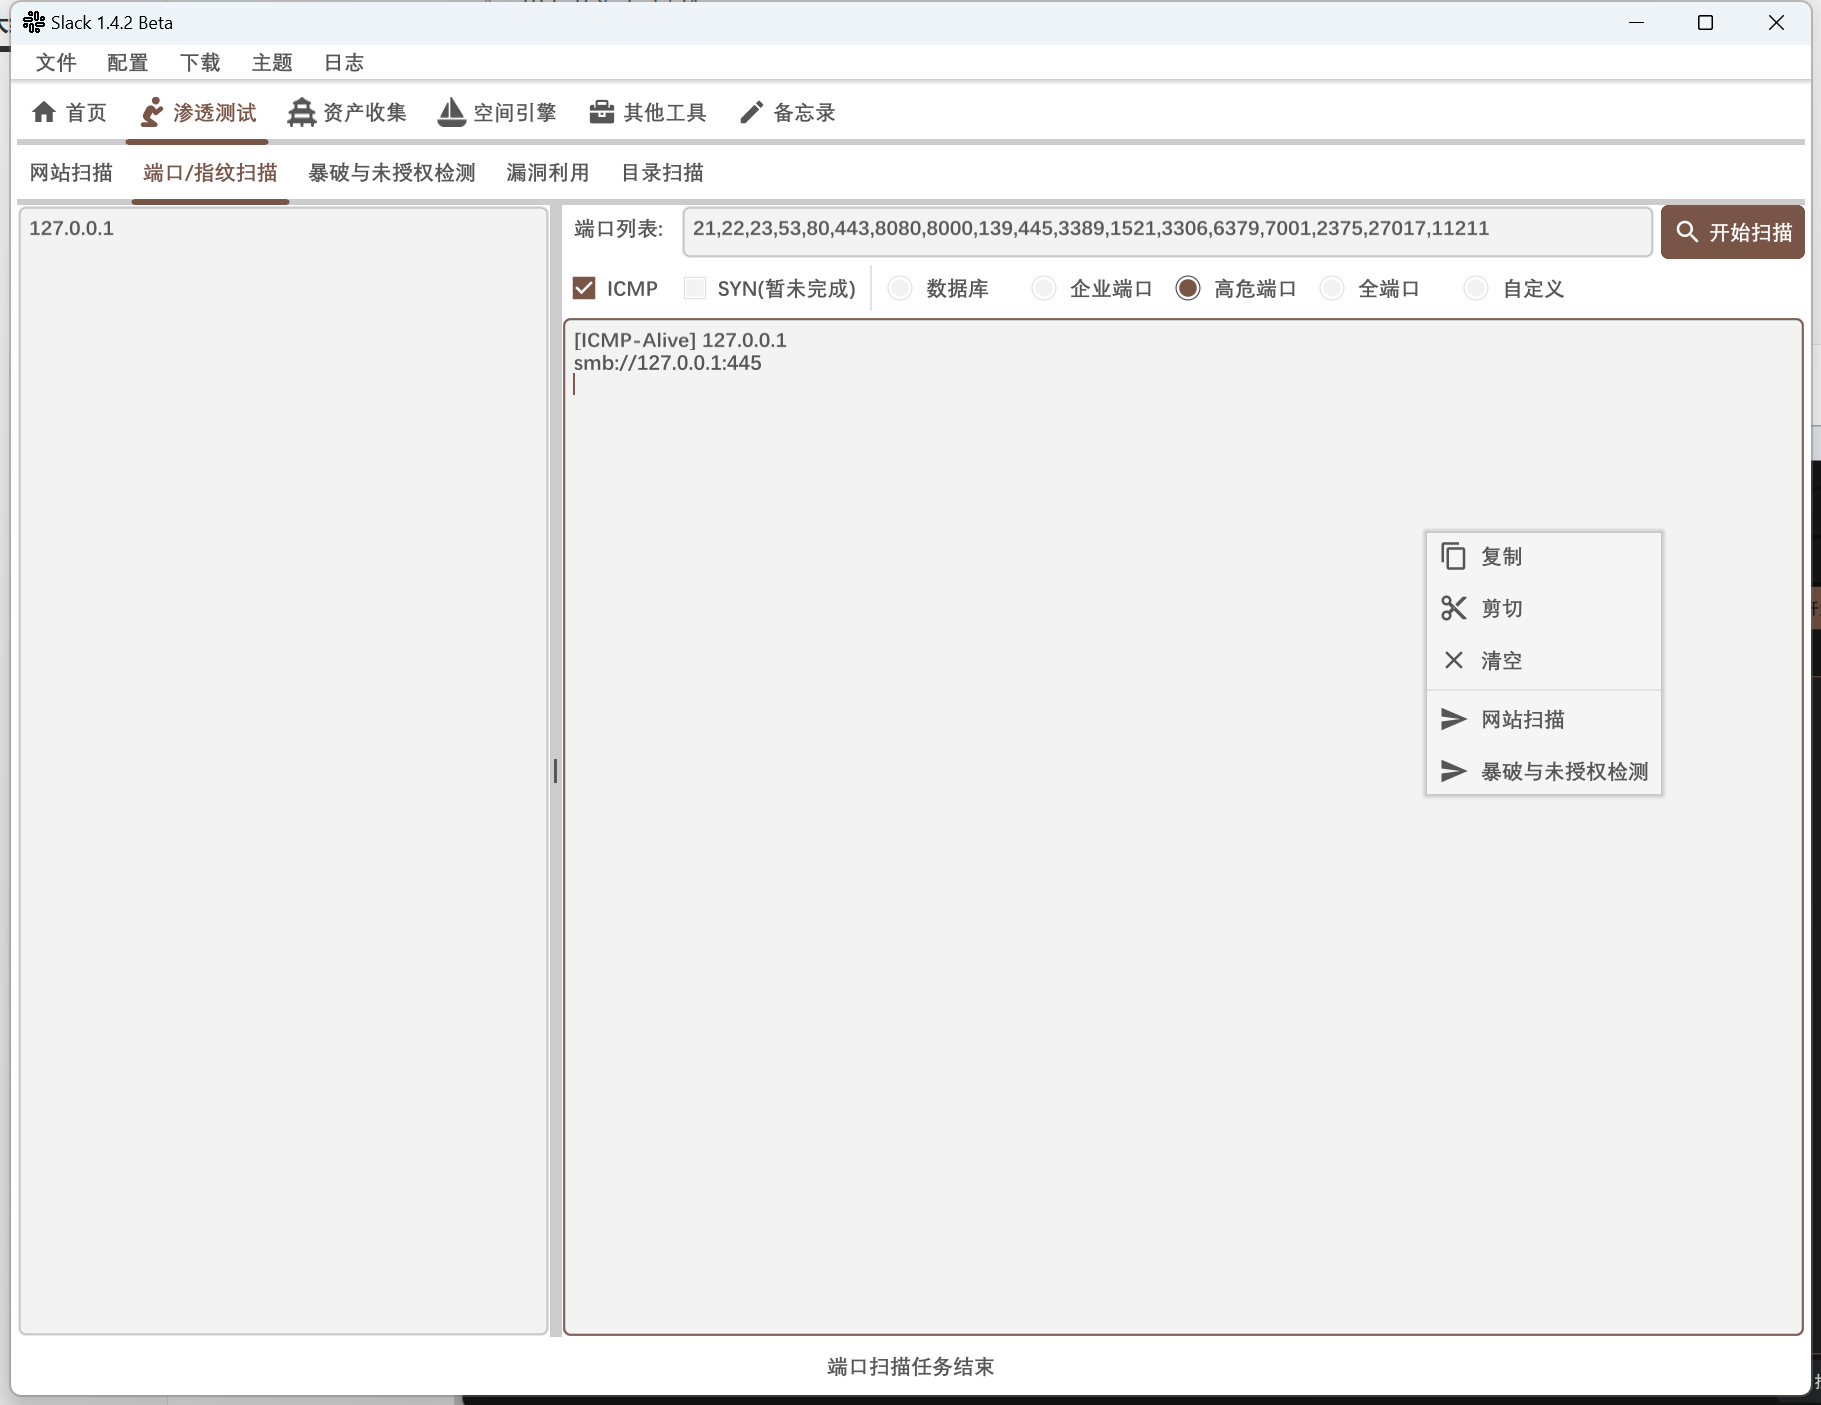 Slack 1.4.2 Beta
文件 配置 下载 主题 日志
首页 渗透测试 资产收集 空间引擎 其他工具 备忘录
网站扫描 端口/指纹扫描 暴破与未授权检测 漏洞利用 目录扫描
127.0.0.1
端口列表: 21,22,23,53,80,443,8080,8000,139,445,3389,1521,3306,6379,7001,2375,27017,11211 开始扫描
ICMP SYN(暂未完成) 数据库 企业端口 高危端口 全端口 自定义
[ICMP-Alive] 127.0.0.1
smb://127.0.0.1:445
复制
剪切
清空
网站扫描
暴破与未授权检测
端口扫描任务结束